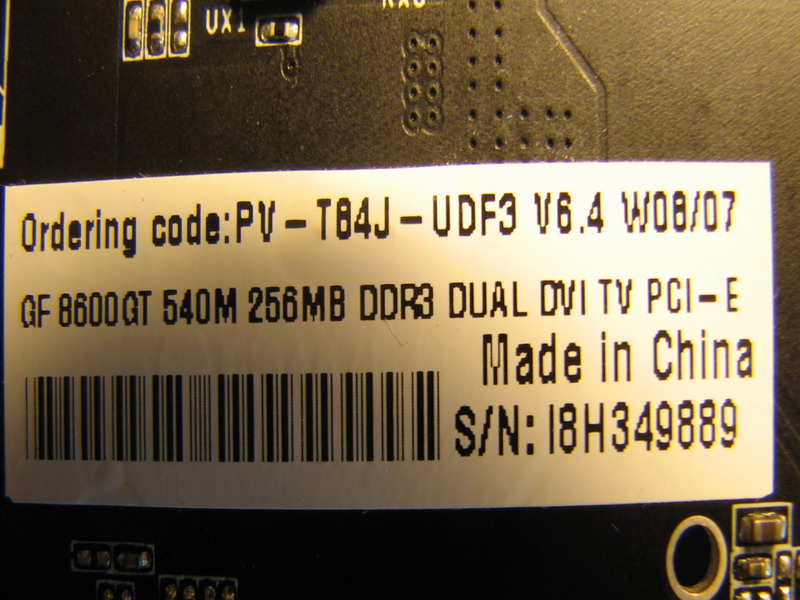 UX1
Ordering code:PV-T84J-UDF3 V6.4 W08/07
GF 8600GT 540M 256MB DDR3 DUAL DVI TV PCI-E
Made in China
S/N:I8H349889